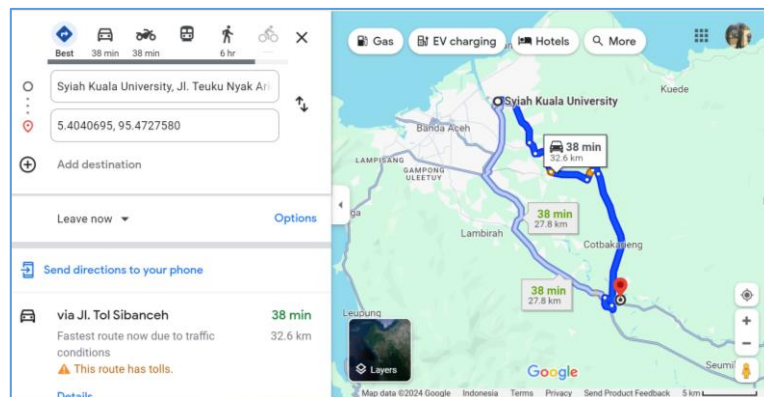 Best
38 min
38 min
6 hr
Syiah Kuala University, Jl. Teuku Nyak Ari
5.4040695, 95.4727580
Add destination
Leave now
Options
Send directions to your phone
via Jl. Tol Sibanceh
38 min
Fastest route now due to traffic
32.6 km
conditions
This route has tolls.
Details
Gas
EV charging
Hotels
More
Syiah Kuala University
Kuede
Banda Aceh
38 min
32.6 km
LAMPISANG
GAMPONG
ULEETUY
38 min
27.8 km
Lambirah
Cotbakajeng
38 min
27.8 km
Leupung
Layers
Google
Seumi
Map data ©2024 Google
Indonesia
Terms
Privacy
Send Product Feedback
5 km